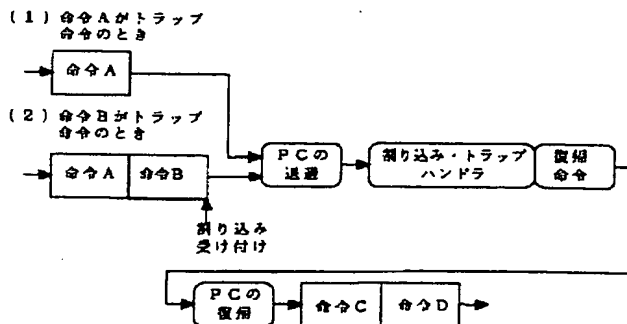 (1)命令Aがトラップ
命令のとき
命令A
(2)命令Bがトラップ
命令のとき
命令A 命令B
割り込み
受け付け
PCの
退避
割り込み・トラップ
ハンドラ
復帰
命令
PCの
復帰
命令C 命令D